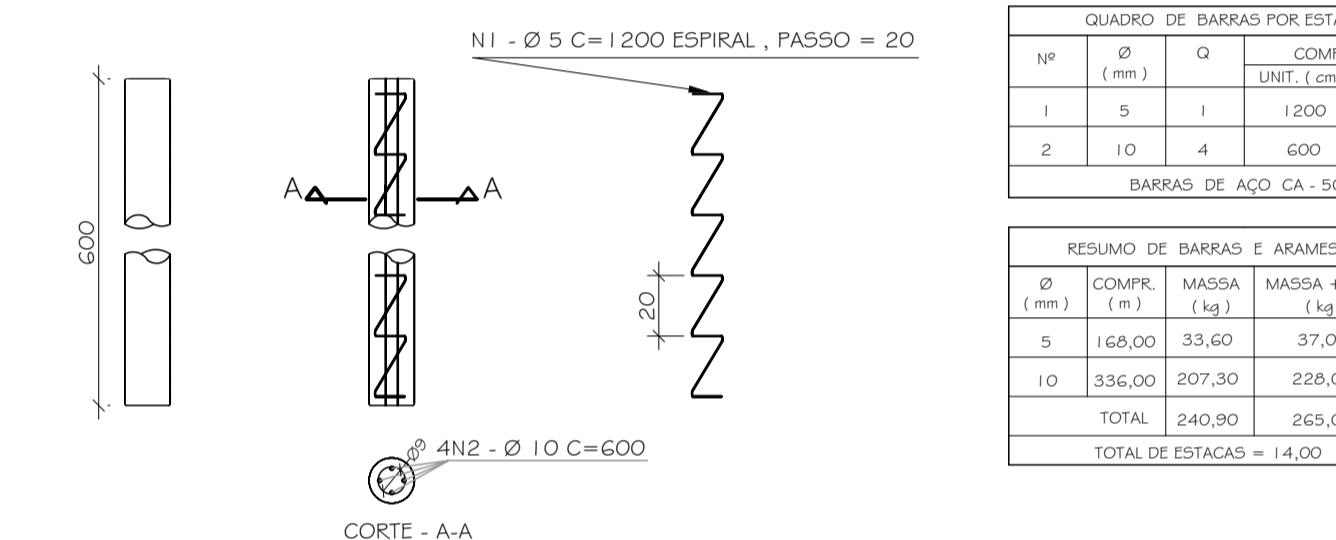 N1 - Ø 5 C=1200 ESPIRAL , PASSO = 20
600
A A
20
Ø9
4N2 - Ø 10 C=600
CORTE - A-A
QUADRO DE BARRAS POR
Nº Ø ( mm ) Q
UNIT. ( cm
1 5 1 1200
2 10 4 600
BARRAS DE AÇO CA - 50
RESUMO DE BARRAS E ARAMES
Ø COMPR. MASSA MASSA +
( mm ) ( m ) ( kg ) ( kg
5 168,00 33,60 37,0
10 336,00 207,30 228,0
TOTAL 240,90 265,0
TOTAL DE ESTACAS = 14,00